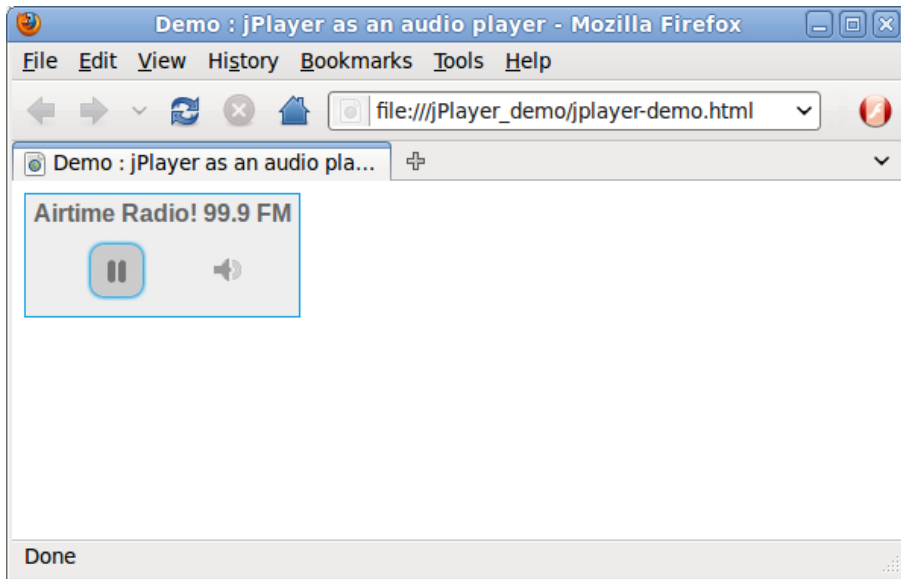 Demo : jPlayer as an audio player - Mozilla Firefox
File Edit View History Bookmarks Tools Help
file:///jPlayer_demo/jplayer-demo.html
Demo : jPlayer as an audio pla...
Airtime Radio! 99.9 FM
Done